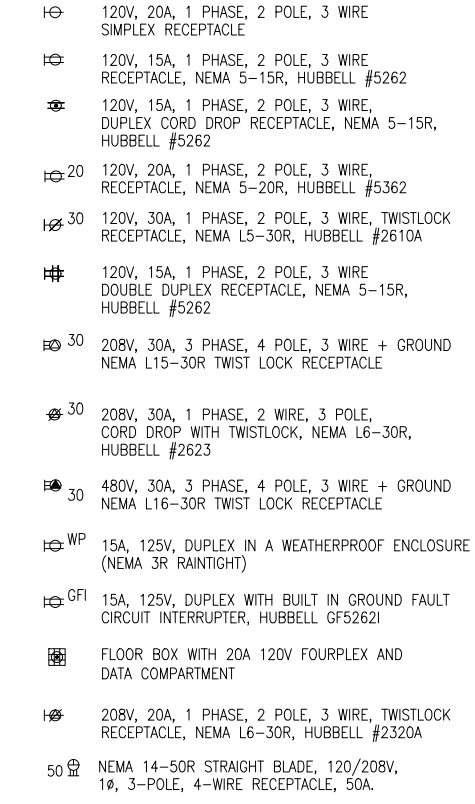 120V, 20A, 1 PHASE, 2 POLE, 3 WIRE
SIMPLEX RECEPTACLE
120V, 15A, 1 PHASE, 2 POLE, 3 WIRE
RECEPTACLE, NEMA 5-15R, HUBBELL #5262
120V, 15A, 1 PHASE, 2 POLE, 3 WIRE,
DUPLEX CORD DROP RECEPTACLE, NEMA 5-15R,
HUBBELL #5262
20 120V, 20A, 1 PHASE, 2 POLE, 3 WIRE,
RECEPTACLE, NEMA 5-20R, HUBBELL #5362
30 120V, 30A, 1 PHASE, 2 POLE, 3 WIRE, TWISTLOCK
RECEPTACLE, NEMA L5-30R, HUBBELL #2610A
120V, 15A, 1 PHASE, 2 POLE, 3 WIRE
DOUBLE DUPLEX RECEPTACLE, NEMA 5-15R,
HUBBELL #5262
30 208V, 30A, 3 PHASE, 4 POLE, 3 WIRE + GROUND
NEMA L15-30R TWIST LOCK RECEPTACLE
30 208V, 30A, 1 PHASE, 2 WIRE, 3 POLE,
CORD DROP WITH TWISTLOCK, NEMA L6-30R,
HUBBELL #2623
30 480V, 30A, 3 PHASE, 4 POLE, 3 WIRE + GROUND
NEMA L16-30R TWIST LOCK RECEPTACLE
WP 15A, 125V, DUPLEX IN A WEATHERPROOF ENCLOSURE
(NEMA 3R RAINTIGHT)
GFI 15A, 125V, DUPLEX WITH BUILT IN GROUND FAULT
CIRCUIT INTERRUPTER, HUBBELL GF5262I
FLOOR BOX WITH 20A 120V FOURPLEX AND
DATA COMPARTMENT
208V, 20A, 1 PHASE, 2 POLE, 3 WIRE, TWISTLOCK
RECEPTACLE, NEMA L6-30R, HUBBELL #2320A
50 NEMA 14-50R STRAIGHT BLADE, 120/208V,
1ø, 3-POLE, 4-WIRE RECEPTACLE, 50A.